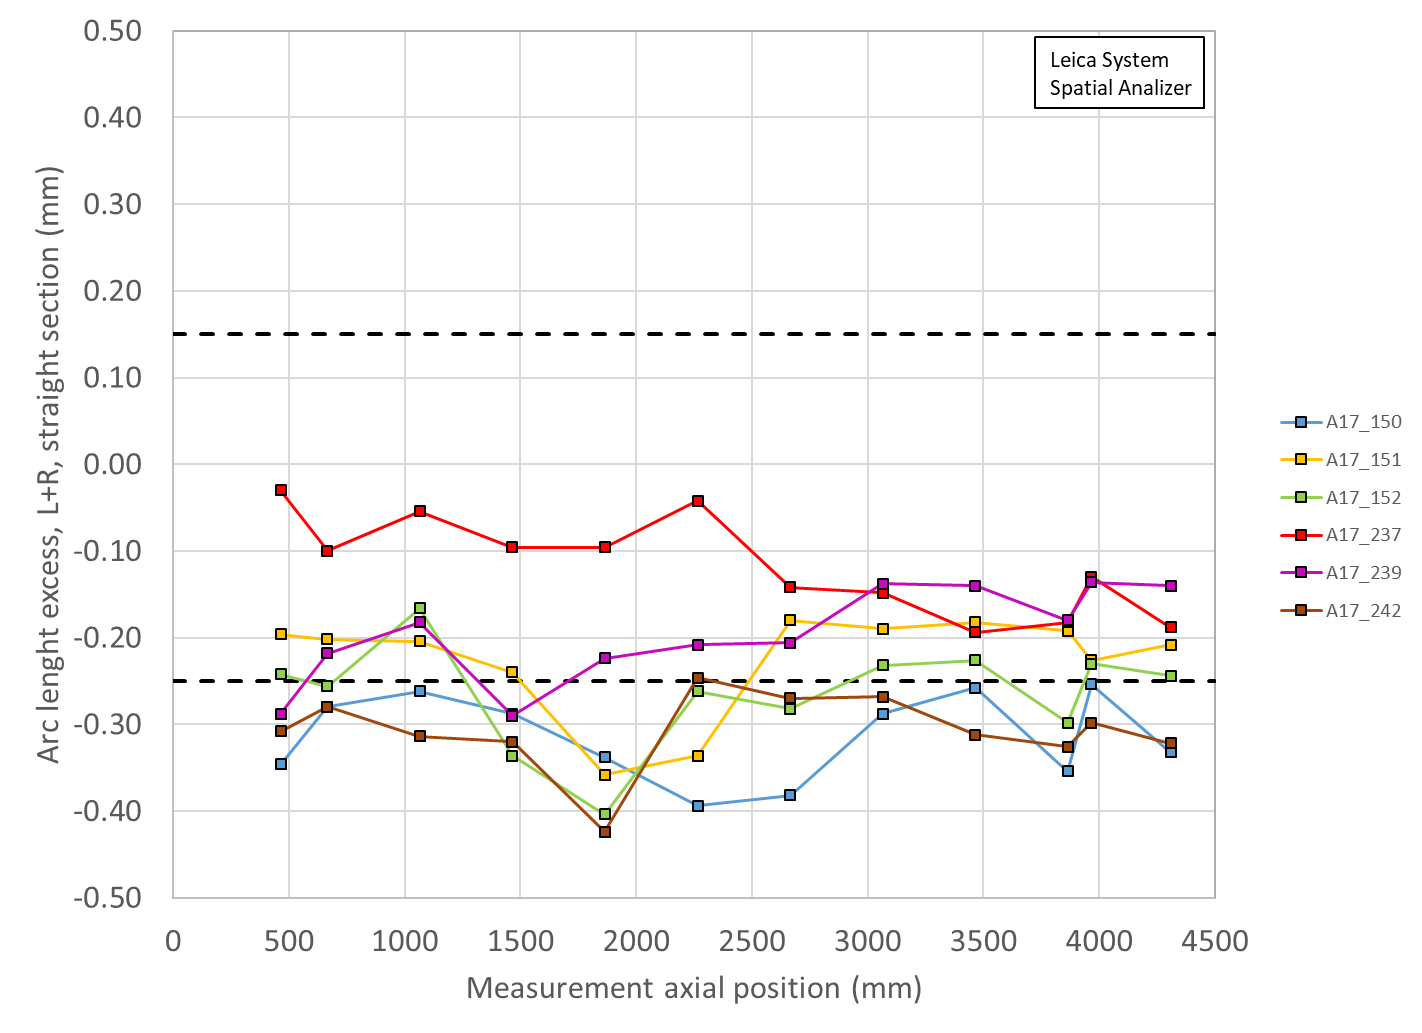 0.50
0.40
0.30
0.20
0.10
0.00
-0.10
-0.20
-0.30
-0.40
-0.50
Arc lenght excess, L+R, straight section (mm)
Leica System
Spatial Analizer
A17_150
A17_151
A17_152
A17_237
A17_239
A17_242
0 500 1000 1500 2000 2500 3000 3500 4000 4500
Measurement axial position (mm)